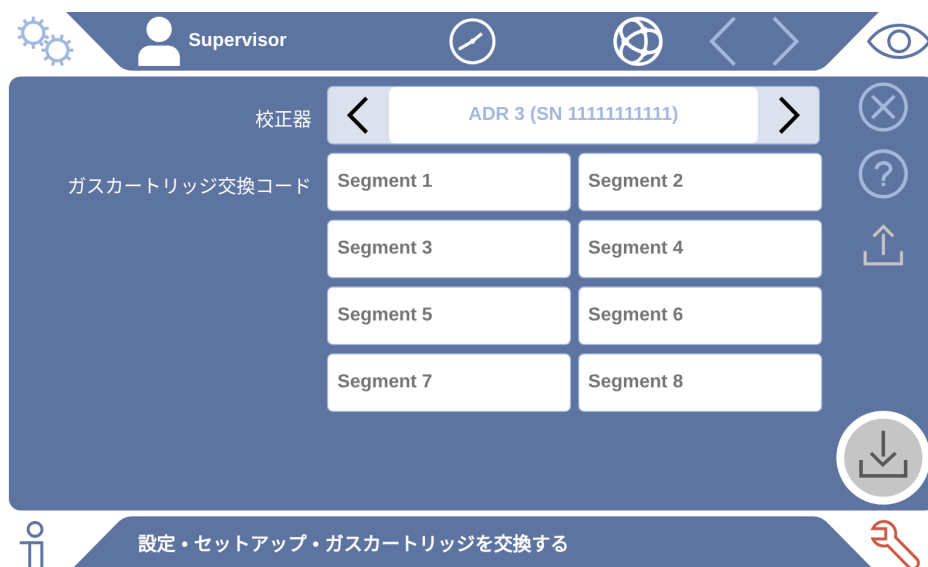 Supervisor
校正器
ADR 3 (SN 11111111111)
ガスカートリッジ交換コード
Segment 1
Segment 2
Segment 3
Segment 4
Segment 5
Segment 6
Segment 7
Segment 8
設定・セットアップ・ガスカートリッジを交換する